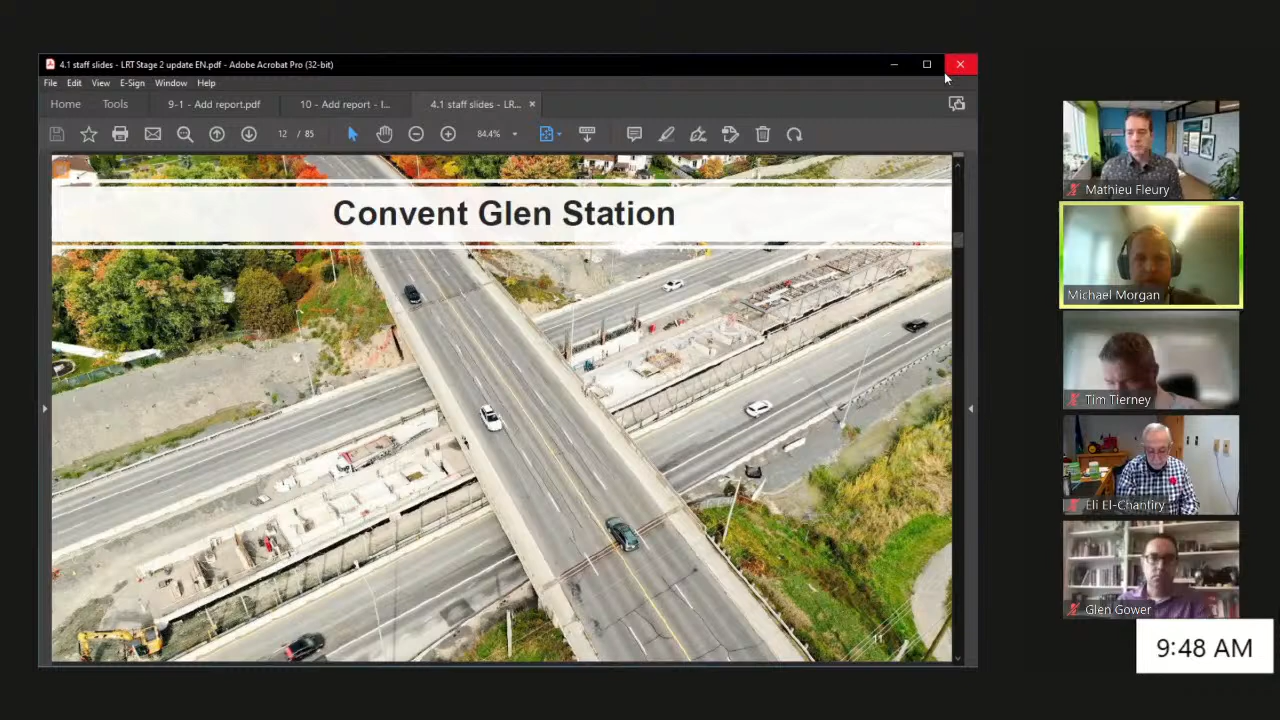 4.1 staff slides - LRT Stage 2 update EN.pdf - Adobe Acrobat Pro (32-bit)
File Edit View E-Sign Window Help
Home Tools 9-1 - Add report.pdf 10 - Add report - I... 4.1 staff slides - LR... ×
12 / 85 84.4%
Convent Glen Station
11
Mathieu Fleury
Michael Morgan
Tim Tierney
Eli El-Chantiry
Glen Gower
9:48 AM